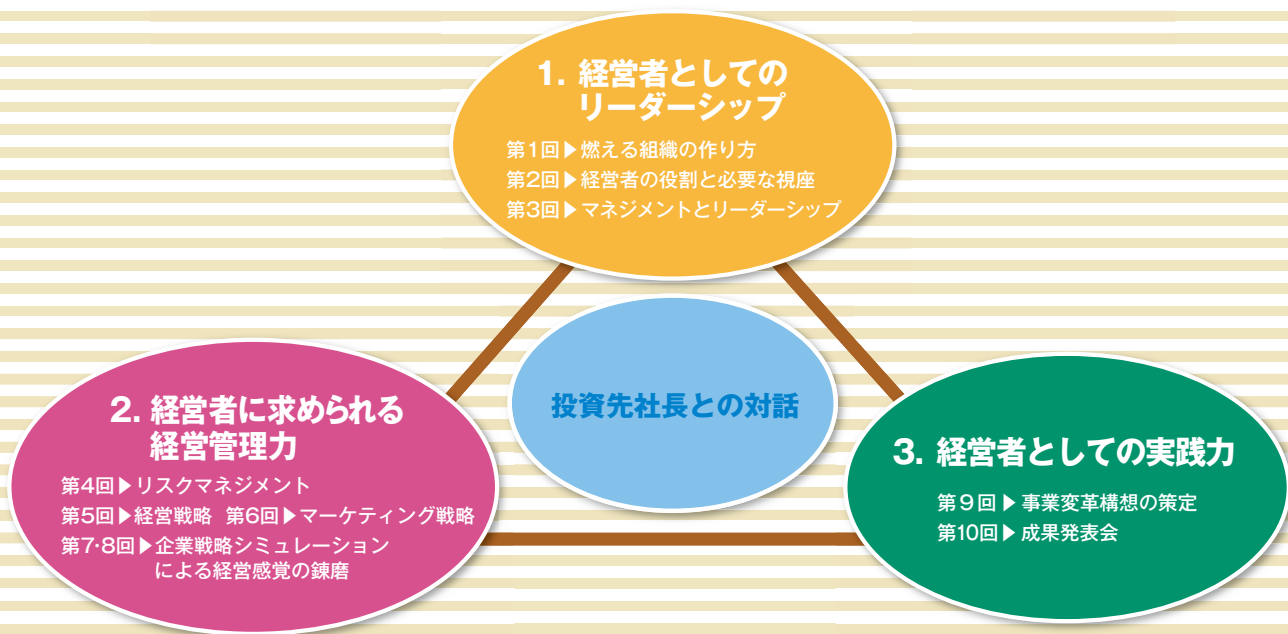 1. 経営者としての
リーダーシップ
第1回▶燃える組織の作り方
第2回▶経営者の役割と必要な視座
第3回▶マネジメントとリーダーシップ
投資先社長との対話
2. 経営者に求められる
経営管理力
第4回▶リスクマネジメント
第5回▶経営戦略 第6回▶マーケティング戦略
第7·8回▶企業戦略シミュレーション
による経営感覚の錬磨
3. 経営者としての実践力
第9回▶事業変革構想の策定
第10回▶成果発表会